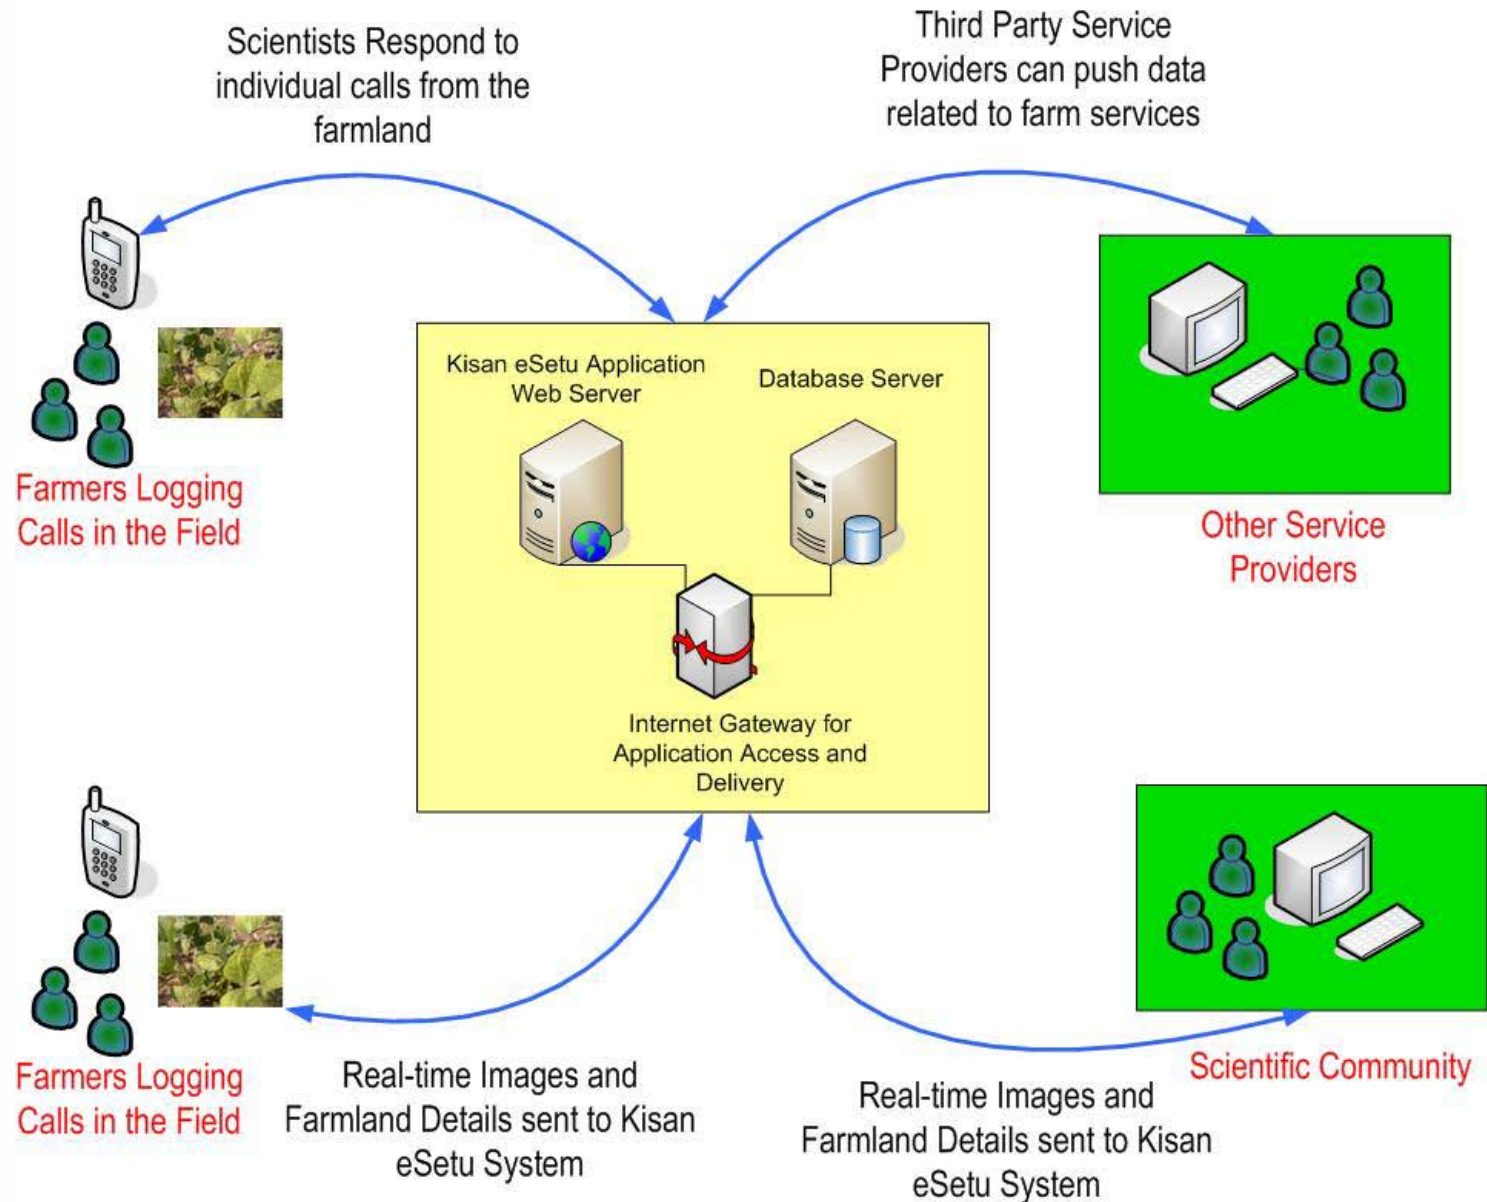 Scientists Respond to
individual calls from the
farmland
Third Party Service
Providers can push data
related to farm services
Kisan eSetu Application
Web Server
Database Server
Farmers Logging
Calls in the Field
Other Service
Providers
Internet Gateway for
Application Access and
Delivery
Farmers Logging
Calls in the Field
Real-time Images and
Farmland Details sent to Kisan
eSetu System
Scientific Community
Real-time Images and
Farmland Details sent to Kisan
eSetu System